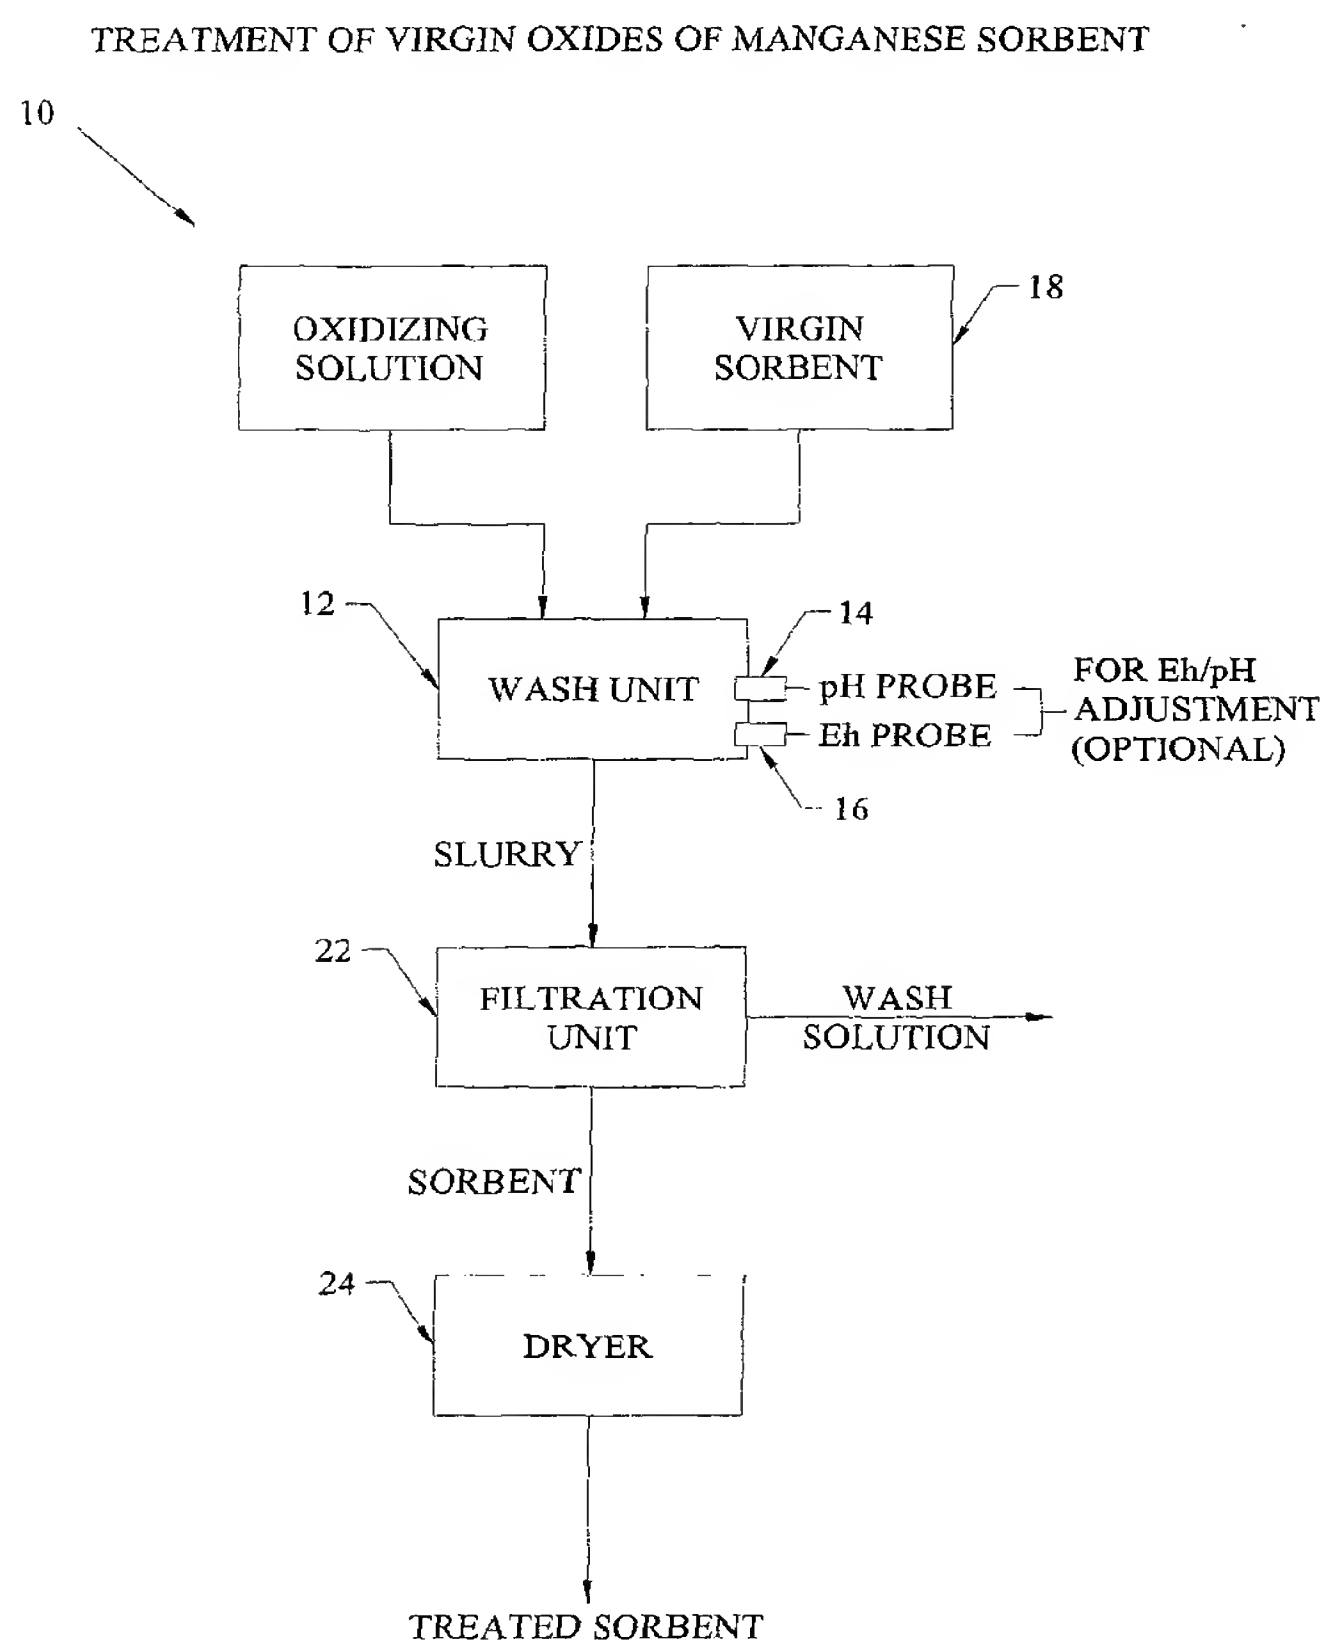 TREATMENT OF VIRGIN OXIDES OF MANGANESE SORBENT
10
OXIDIZING
SOLUTION
VIRGIN
SORBENT
18
12
WASH UNIT
14
pH PROBE
Eh PROBE
16
FOR Eh/pH
ADJUSTMENT
(OPTIONAL)
SLURRY
22
FILTRATION
UNIT
WASH
SOLUTION
SORBENT
24
DRYER
TREATED SORBENT